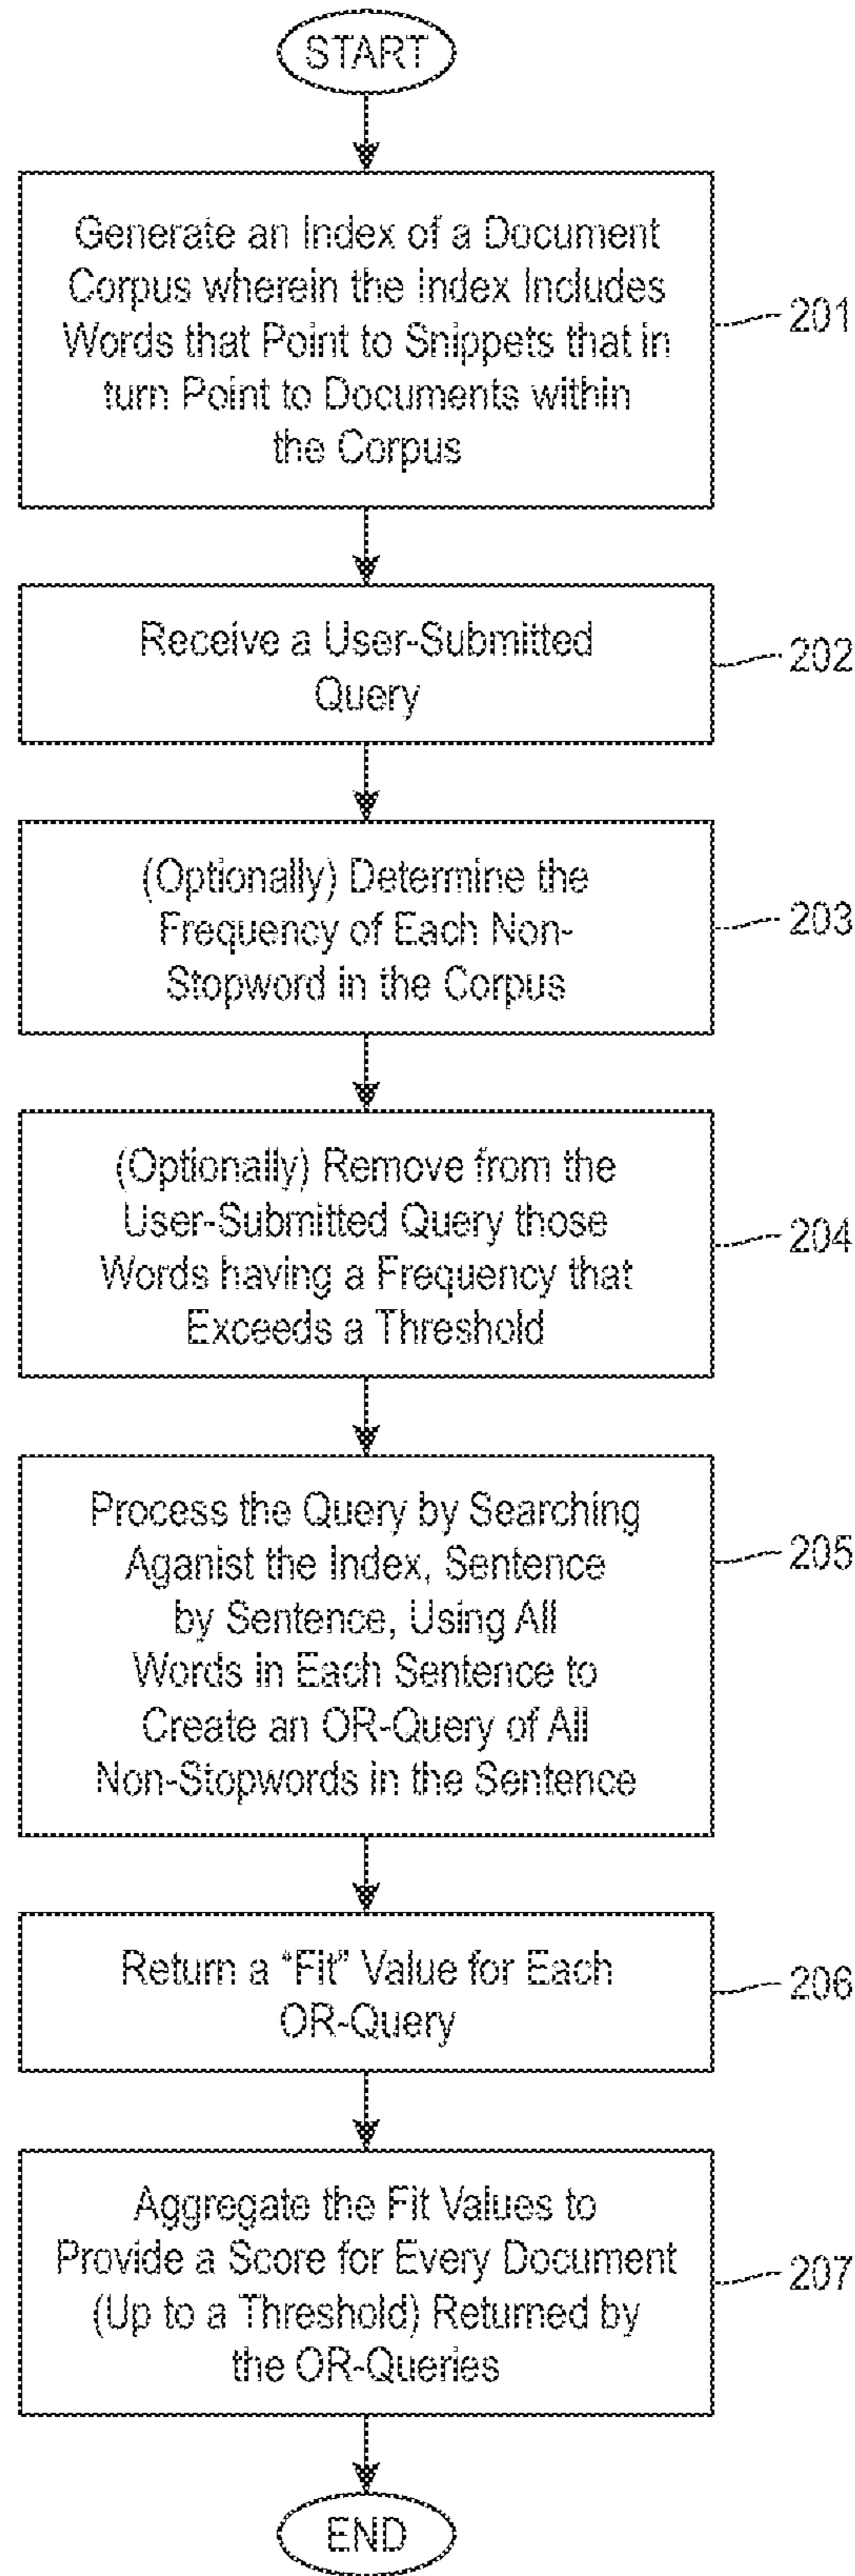 START
Generate an Index of a Document
Corpus wherein the Index Includes
Words that Point to Snippets that in
turn Point to Documents within
the Corpus
201
Receive a User-Submitted
Query
202
(Optionally) Determine the
Frequency of Each Non-
Stopword in the Corpus
203
(Optionally) Remove from the
User-Submitted Query those
Words having a Frequency that
Exceeds a Threshold
204
Process the Query by Searching
Aganist the Index, Sentence
by Sentence, Using All
Words in Each Sentence to
Create an OR-Query of All
Non-Stopwords in the Sentence
205
Return a “Fit” Value for Each
OR-Query
206
Aggregate the Fit Values to
Provide a Score for Every Document
(Up to a Threshold) Returned by
the OR-Queries
207
END